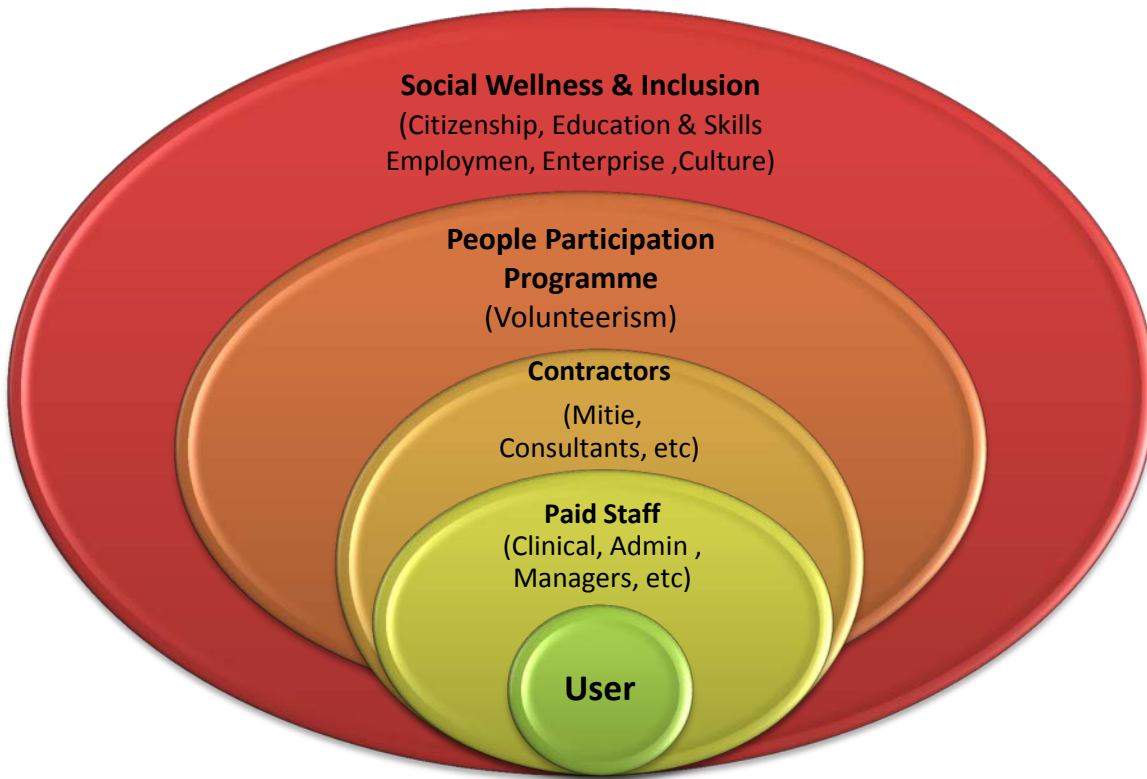 Social Wellness & Inclusion
(Citizenship, Education & Skills
Employmen, Enterprise ,Culture)
People Participation
Programme
(Volunteerism)
Contractors
(Mitie,
Consultants, etc)
Paid Staff
(Clinical, Admin ,
Managers, etc)
User